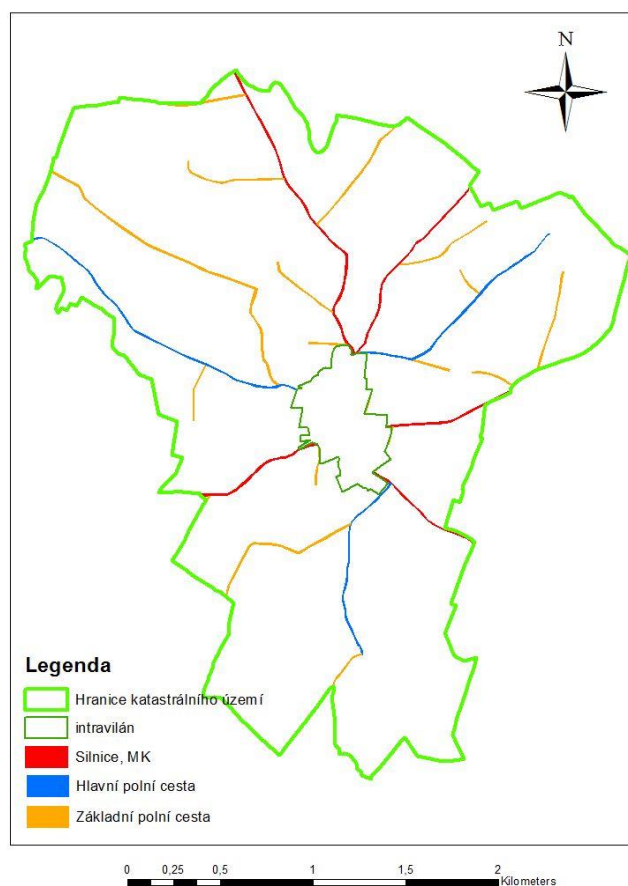 N
Legenda
Hranice katastrálního území
intravilán
Silnice, MK
Hlavní polní cesta
Základní polní cesta
0 0,25 0,5 1 1,5 2
Kilometers